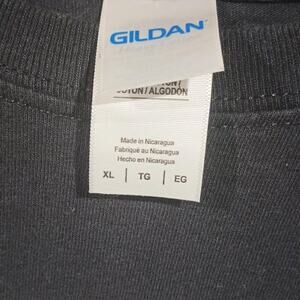 GILDAN
COTON/ALGODÓN
Made in Nicaragua
Fabriqué au Nicaragua
Hecho en Nicaragua
XL | TG | EG